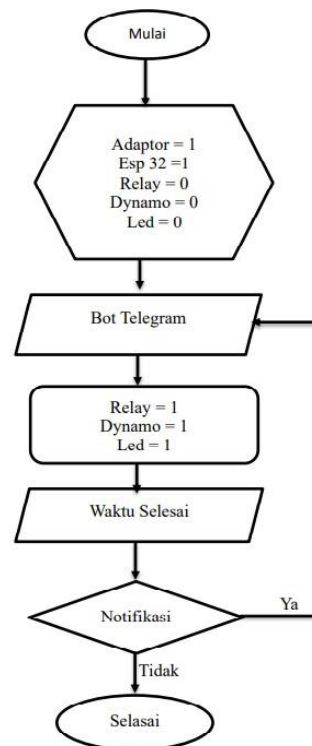 Mulai
Adaptor = 1
Esp 32 =1
Relay = 0
Dynamo = 0
Led = 0
Bot Telegram
Relay = 1
Dynamo = 1
Led = 1
Waktu Selesai
Notifikasi
Ya
Tidak
Selasai